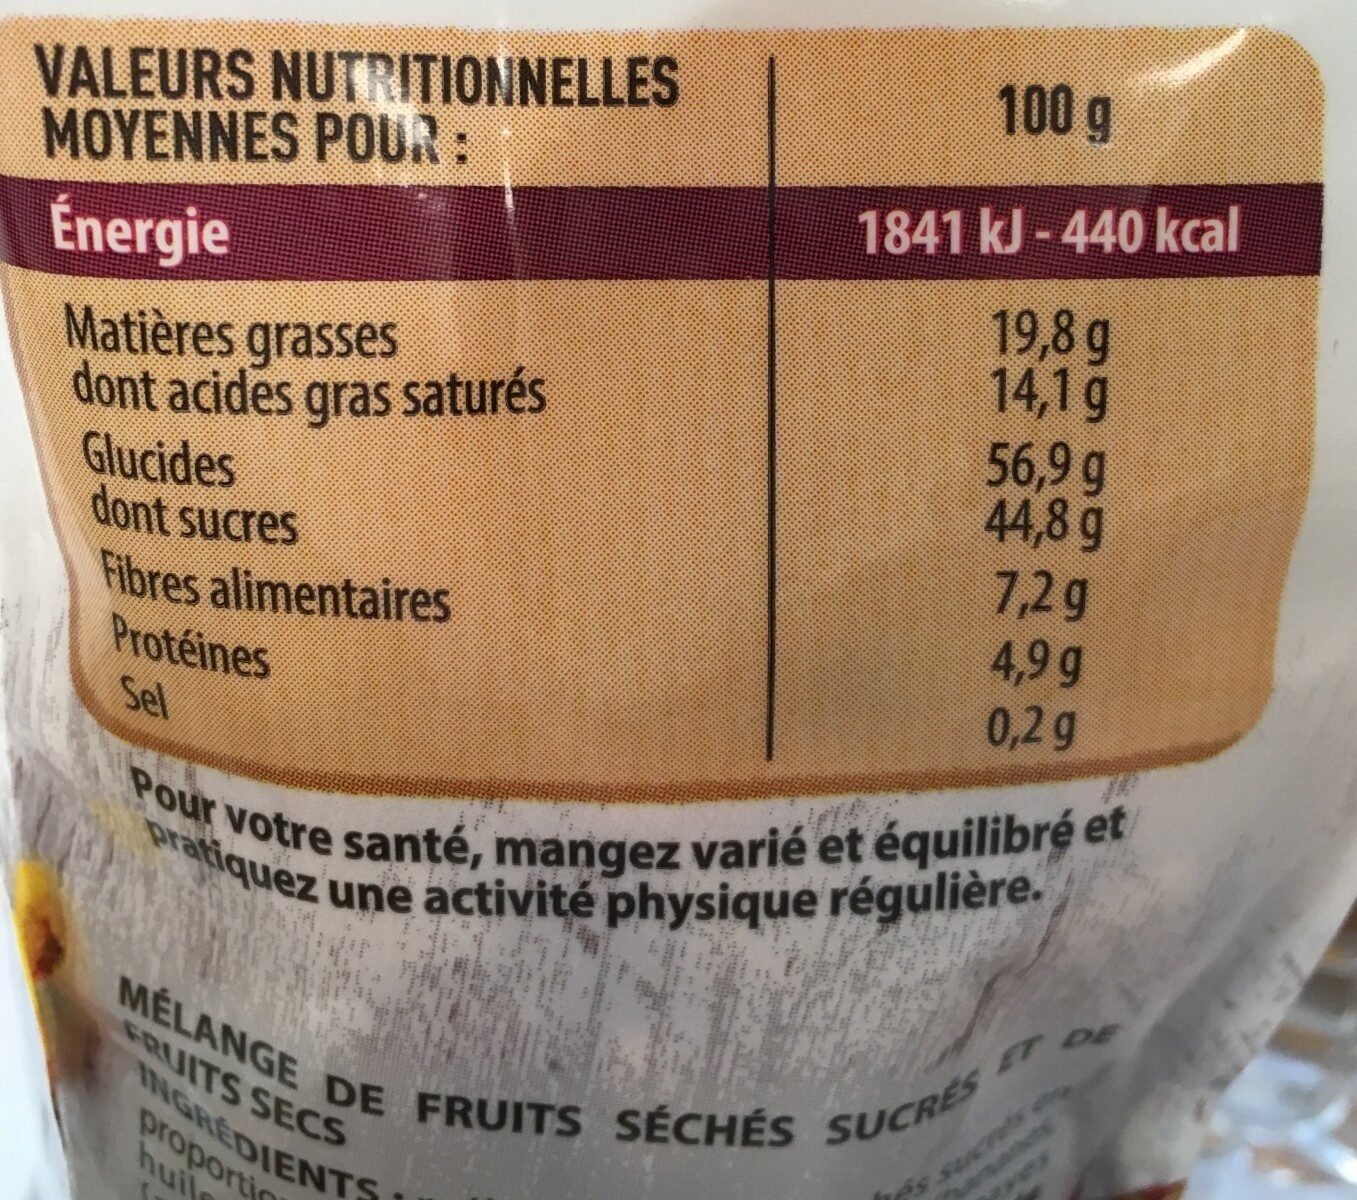 VALEURS NUTRITIONNELLES
MOYENNES POUR : 100 g
Énergie 1841 kJ - 440 kcal
Matières grasses 19,8 g
dont acides gras saturés 14,1 g
Glucides 56,9 g
dont sucres 44,8 g
Fibres alimentaires 7,2 g
Protéines 4,9 g
Sel 0,2 g
Pour votre santé, mangez varié et équilibré et
pratiquez une activité physique régulière.
MÉLANGE DE FRUITS SÉCHÉS SUCRÉS ET DE
FRUITS SECS
INGRÉDIENTS :